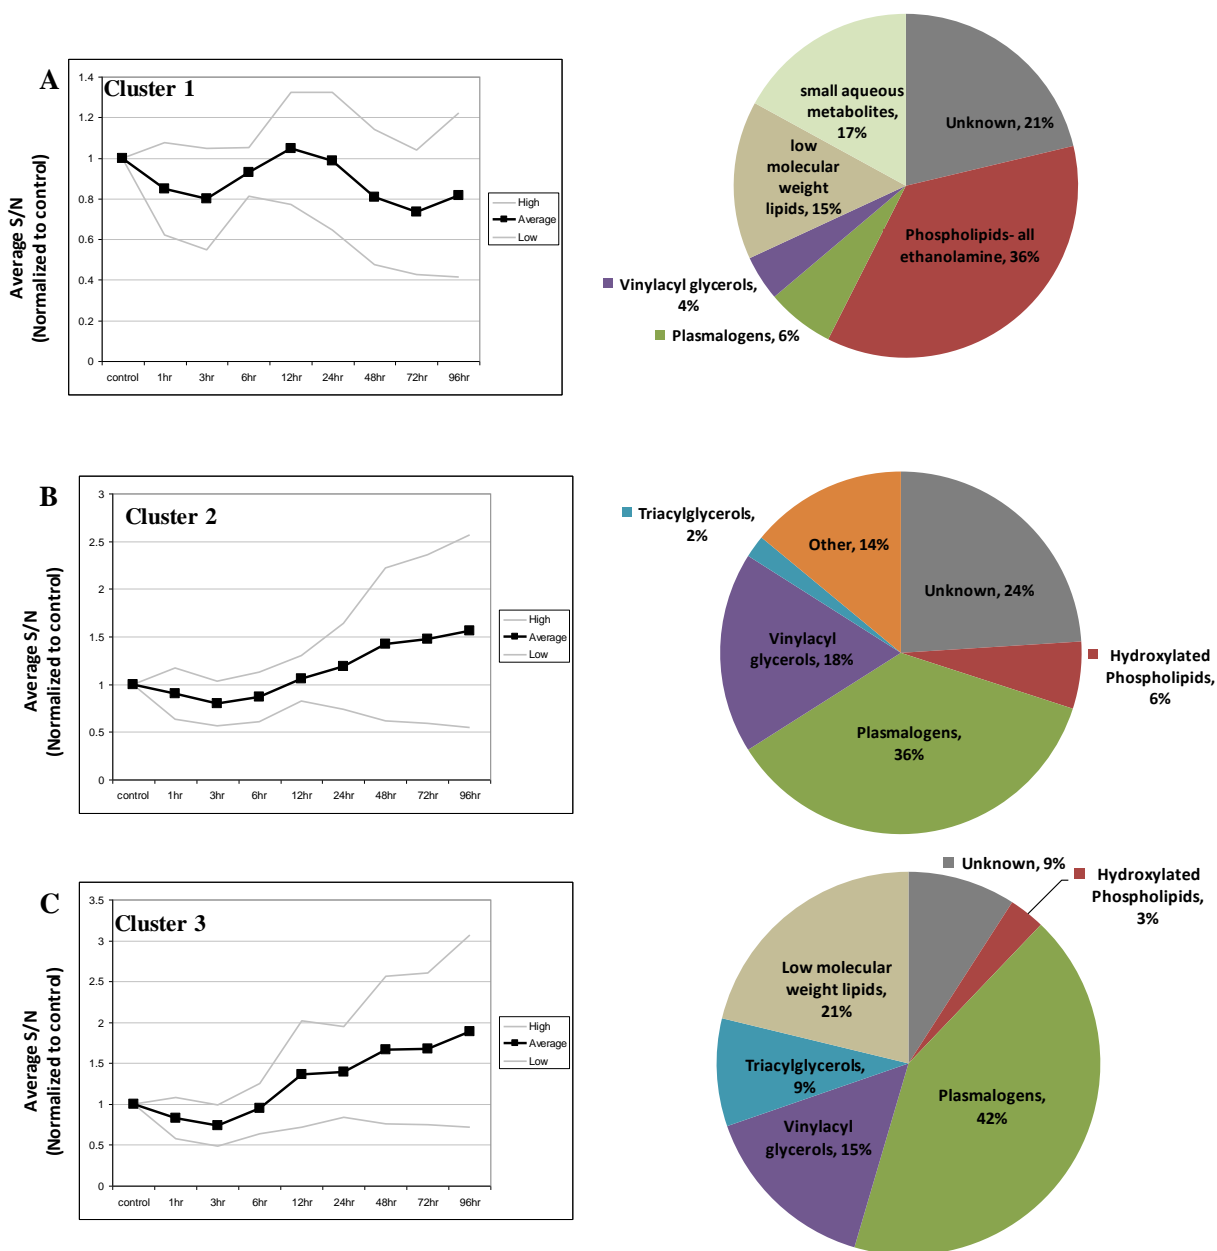 A
Cluster 1
Average S/N
(Normalized to control)
1.4
1.2
1
0.8
0.6
0.4
0.2
0
control 1hr 3hr 6hr 12hr 24hr 48hr 72hr 96hr
High
Average
Low
small aqueous
metabolites,
17%
Unknown, 21%
low
molecular
weight
lipids, 15%
Phospholipids- all
ethanolamine, 36%
Vinylacyl glycerols,
4%
Plasmalogens, 6%
B
Cluster 2
Average S/N
(Normalized to control)
3
2.5
2
1.5
1
0.5
0
control 1hr 3hr 6hr 12hr 24hr 48hr 72hr 96hr
High
Average
Low
Triacylglycerols,
2%
Other, 14%
Unknown, 24%
Vinylacyl
glycerols, 18%
Hydroxylated
Phospholipids,
6%
Plasmalogens,
36%
C
Cluster 3
Average S/N
(Normalized to control)
3.5
3
2.5
2
1.5
1
0.5
0
control 1hr 3hr 6hr 12hr 24hr 48hr 72hr 96hr
High
Average
Low
Unknown, 9%
Hydroxylated
Phospholipids,
3%
Low molecular
weight lipids,
21%
Triacylglycerols,
9%
Plasmalogens,
42%
Vinylacyl
glycerols, 15%